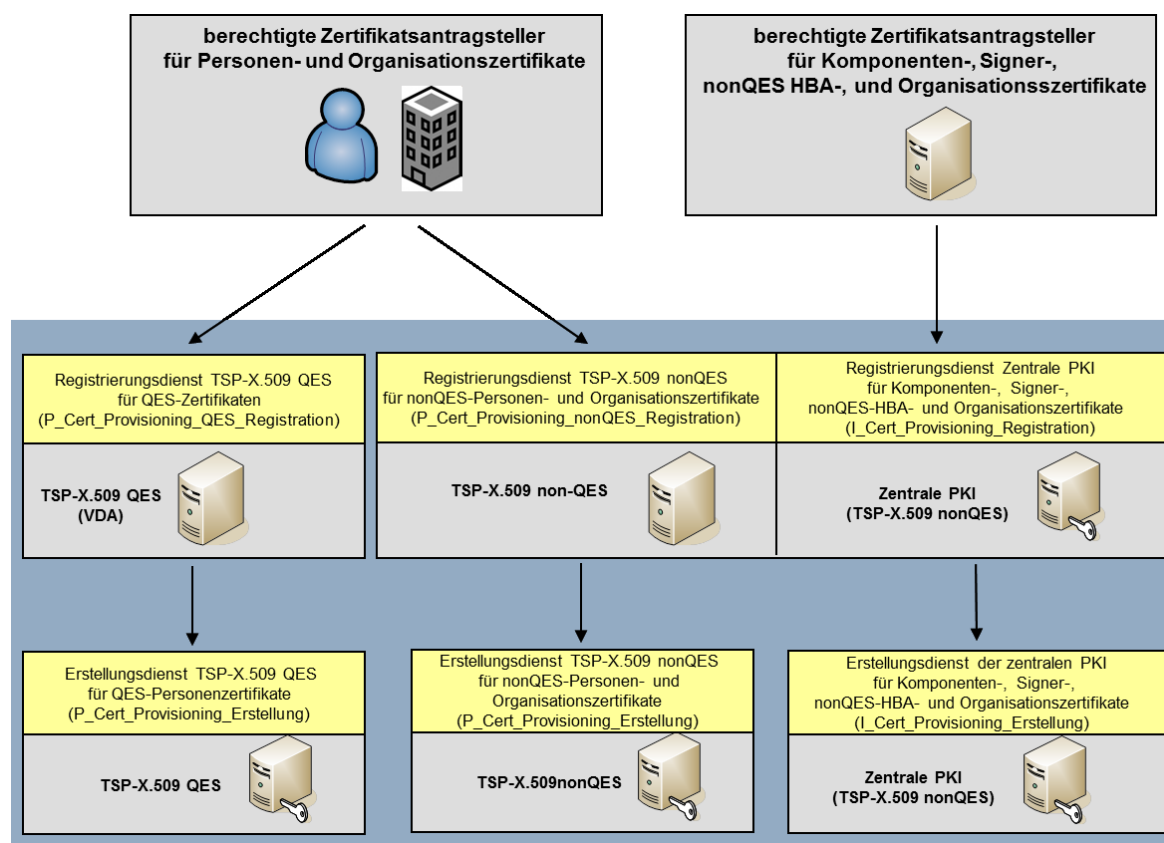 berechtigte Zertifikatsantragsteller
für Personen- und Organisationszertifikate
berechtigte Zertifikatsantragsteller
für Komponenten-, Signer-,
nonQES HBA-, und Organisationsszertifikate
Registrierungsdienst TSP-X.509 QES
für QES-Zertifikaten
(P_Cert_Provisioning_QES_Registration)
TSP-X.509 QES
(VDA)
Registrierungsdienst TSP-X.509 nonQES
für nonQES-Personen- und Organisationszertifikate
(P_Cert_Provisioning_nonQES_Registration)
TSP-X.509 non-QES
Registrierungsdienst Zentrale PKI
für Komponenten-, Signer-,
nonQES-HBA- und Organisationszertifikate
(I_Cert_Provisioning_Registration)
Zentrale PKI
(TSP-X.509 nonQES)
Erstellungsdienst TSP-X.509 QES
für QES-Personenzertifikate
(P_Cert_Provisioning_Erstellung)
TSP-X.509 QES
Erstellungsdienst TSP-X.509 nonQES
für nonQES-Personen- und
Organisationszertifikate
(P_Cert_Provisioning_Erstellung)
TSP-X.509nonQES
Erstellungsdienst der zentralen PKI
für Komponenten-, Signer-,
nonQES-HBA- und Organisationszertifikate
(I_Cert_Provisioning_Erstellung)
Zentrale PKI
(TSP-X.509 nonQES)